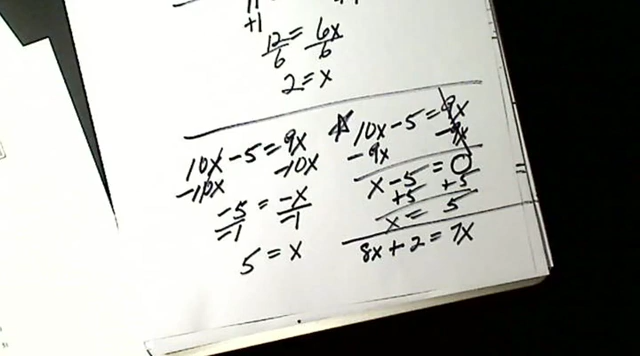 +1
12/6 = 6x/6
2 = x
10x - 5 = 9x
-10x -10x
-5/-1 = -x/-1
5 = x
10x - 5 = 9x
-9x -9x
x - 5 = 0
+5 +5
x = 5
8x + 2 = 7x